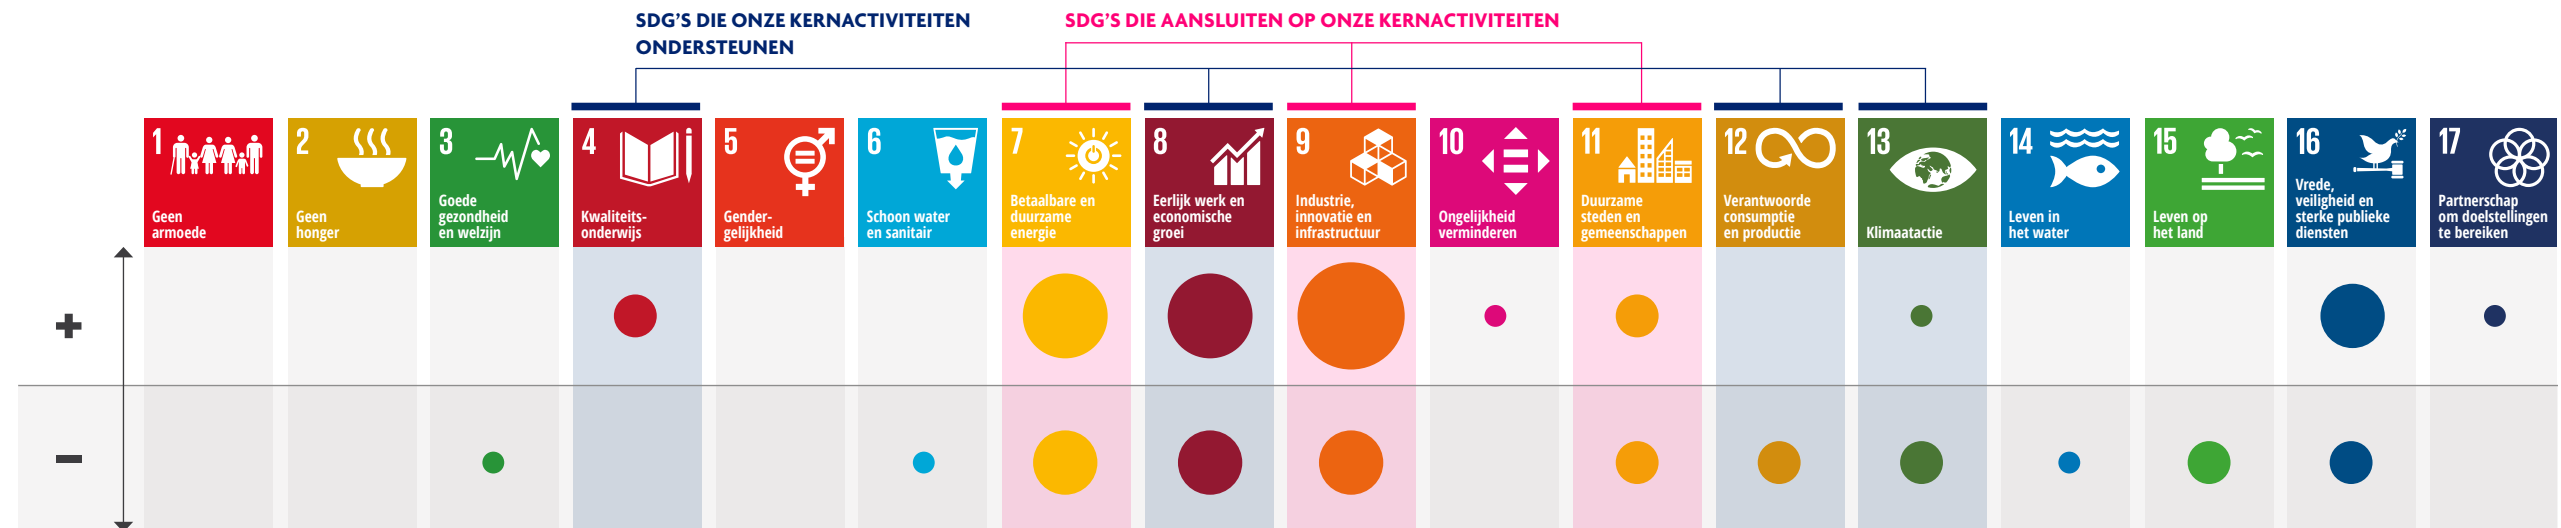 SDG’S DIE ONZE KERNACTIVITEITEN
ONDERSTEUNEN
SDG’S DIE AANSLUITEN OP ONZE KERNACTIVITEITEN
1
Geen
armoede
2
Geen
honger
3
Goede
gezondheid
en welzijn
4
Kwaliteits-
onderwijs
5
Gender-
gelijkheid
6
Schoon water
en sanitair
7
Betaalbare en
duurzame
energie
8
Eerlijk werk en
economische
groei
9
Industrie,
innovatie en
infrastructuur
10
Ongelijkheid
verminderen
11
Duurzame
steden en
gemeenschappen
12
Verantwoorde
consumptie
en productie
13
Klimaatactie
14
Leven in
het water
15
Leven op
het land
16
Vrede,
veiligheid en
sterke publieke
diensten
17
Partnerschap
om doelstellingen
te bereiken
+
−